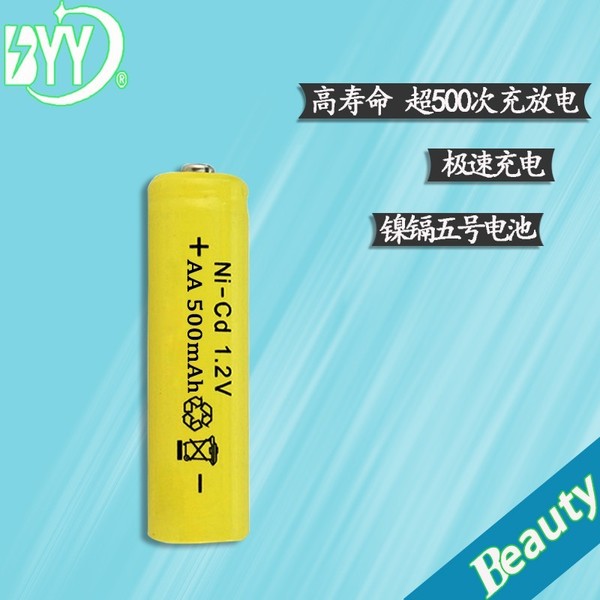 BYY®
高寿命 超500次充放电
极速充电
镍镉五号电池
Ni-Cd 1.2V
+ AA 500mAh -
Beauty